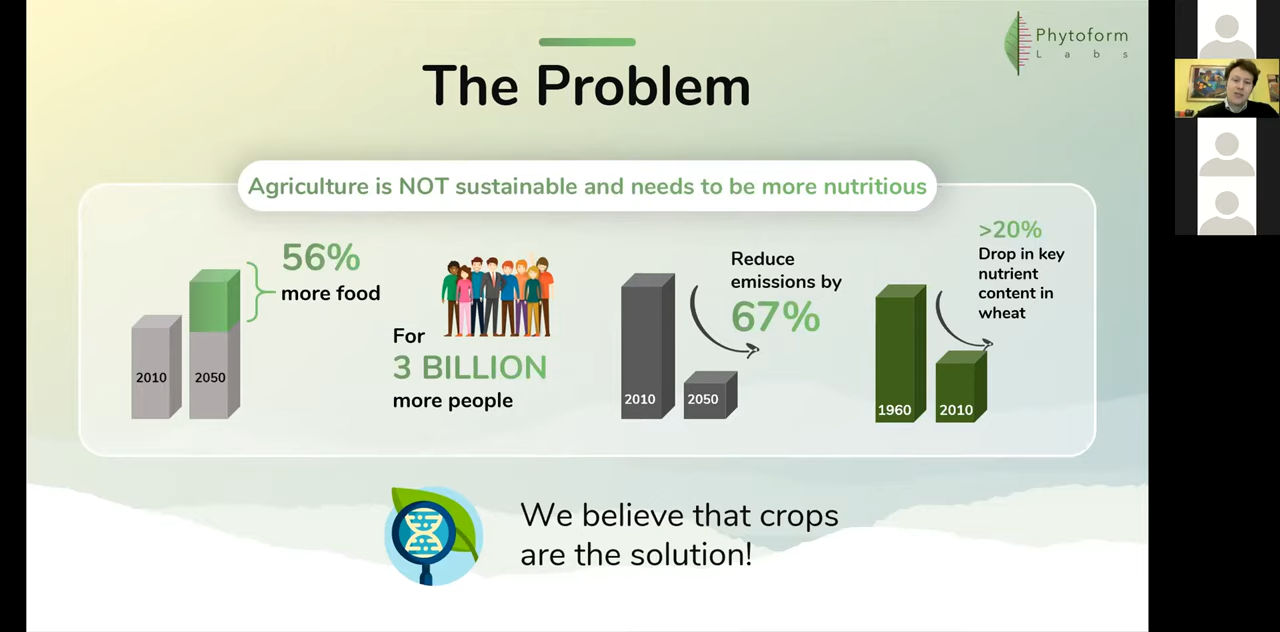 Phytoform
L a b s
The Problem
Agriculture is NOT sustainable and needs to be more nutritious
56%
more food
2010
2050
For
3 BILLION
more people
Reduce
emissions by
67%
2010
2050
>20%
Drop in key
nutrient
content in
wheat
1960
2010
We believe that crops
are the solution!